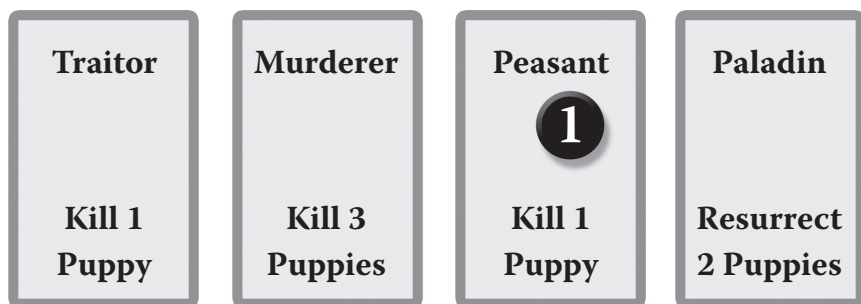 Traitor
Kill 1
Puppy
Murderer
Kill 3
Puppies
Peasant
1
Kill 1
Puppy
Paladin
Resurrect
2 Puppies